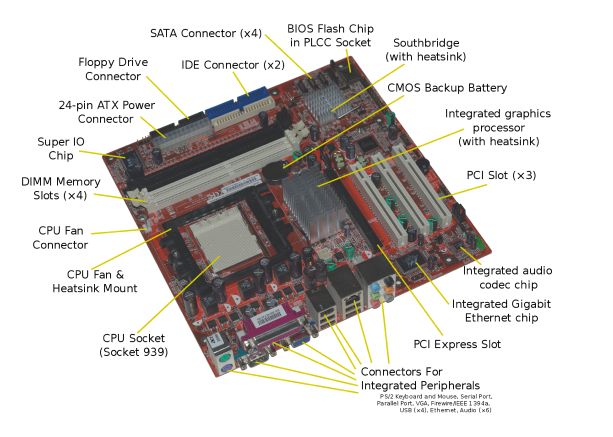 SATA Connector (x4)
BIOS Flash Chip
in PLCC Socket
Southbridge
(with heatsink)
Floppy Drive
Connector
IDE Connector (x2)
CMOS Backup Battery
24-pin ATX Power
Connector
Integrated graphics
processor
(with heatsink)
Super IO
Chip
DIMM Memory
Slots (x4)
PCI Slot (x3)
CPU Fan
Connector
CPU Fan &
Heatsink Mount
Integrated audio
codec chip
Integrated Gigabit
Ethernet chip
CPU Socket
(Socket 939)
PCI Express Slot
Connectors For
Integrated Peripherals
PS/2 Keyboard and Mouse, Serial Port,
Parallel Port, VGA, Firewire/IEEE 1394a,
USB (x4), Ethernet, Audio (x6)